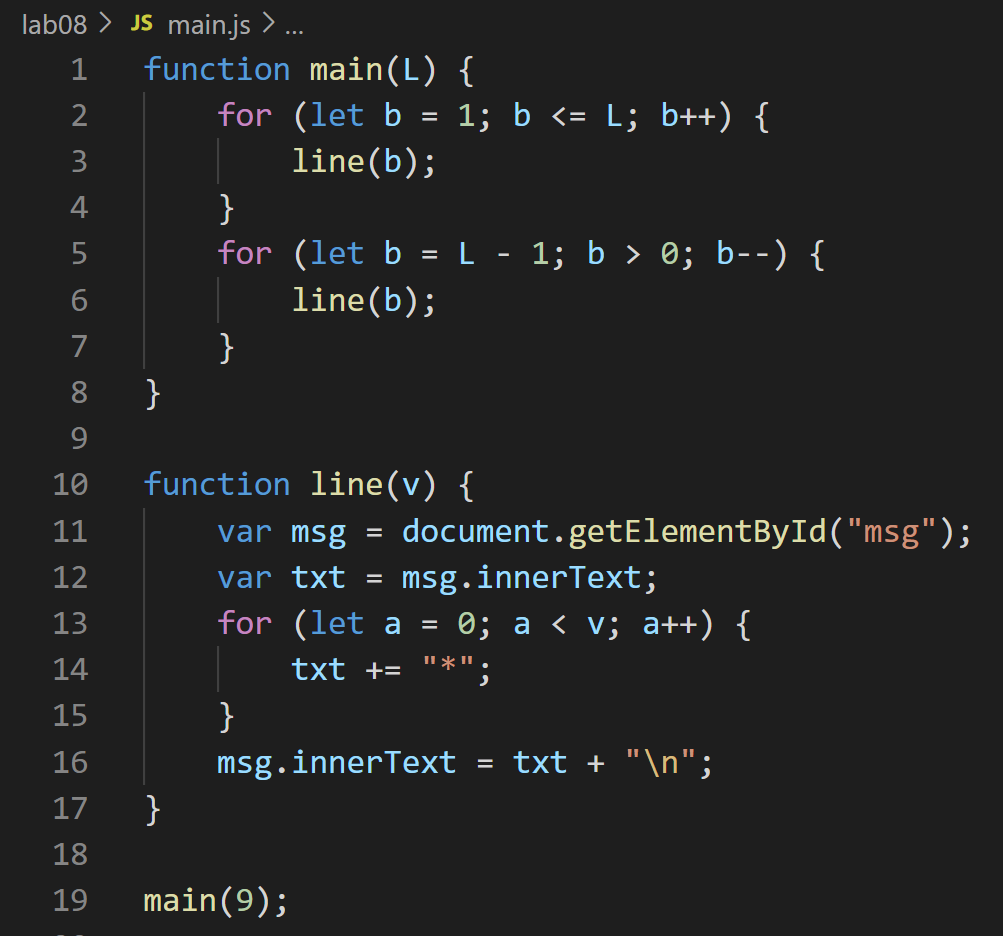 lab08 > JS main.js > ...
1 function main(L) {
2     for (let b = 1; b <= L; b++) {
3         line(b);
4     }
5     for (let b = L - 1; b > 0; b--) {
6         line(b);
7     }
8 }
9
10 function line(v) {
11     var msg = document.getElementById("msg");
12     var txt = msg.innerText;
13     for (let a = 0; a < v; a++) {
14         txt += "*";
15     }
16     msg.innerText = txt + "\n";
17 }
18
19 main(9);